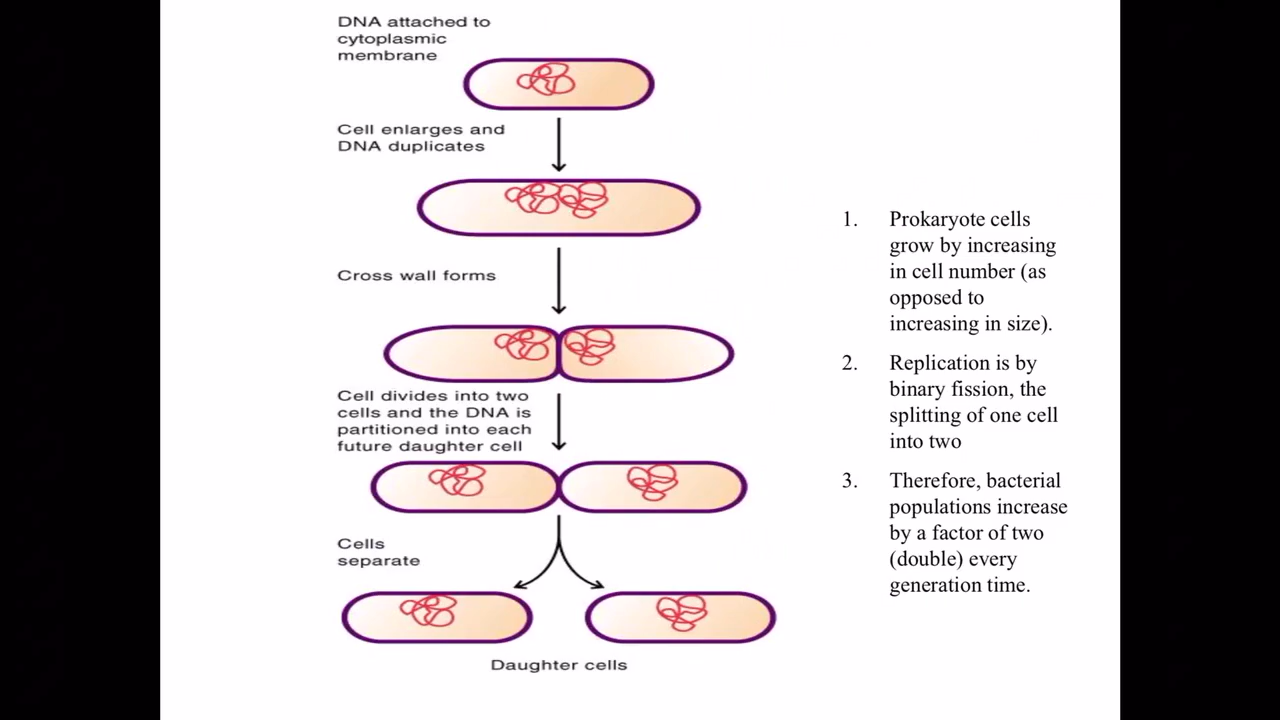 DNA attached to
cytoplasmic
membrane
Cell enlarges and
DNA duplicates
Cross wall forms
Cell divides into two
cells and the DNA is
partitioned into each
future daughter cell
Cells
separate
Daughter cells
1. Prokaryote cells
grow by increasing
in cell number (as
opposed to
increasing in size).
2. Replication is by
binary fission, the
splitting of one cell
into two
3. Therefore, bacterial
populations increase
by a factor of two
(double) every
generation time.